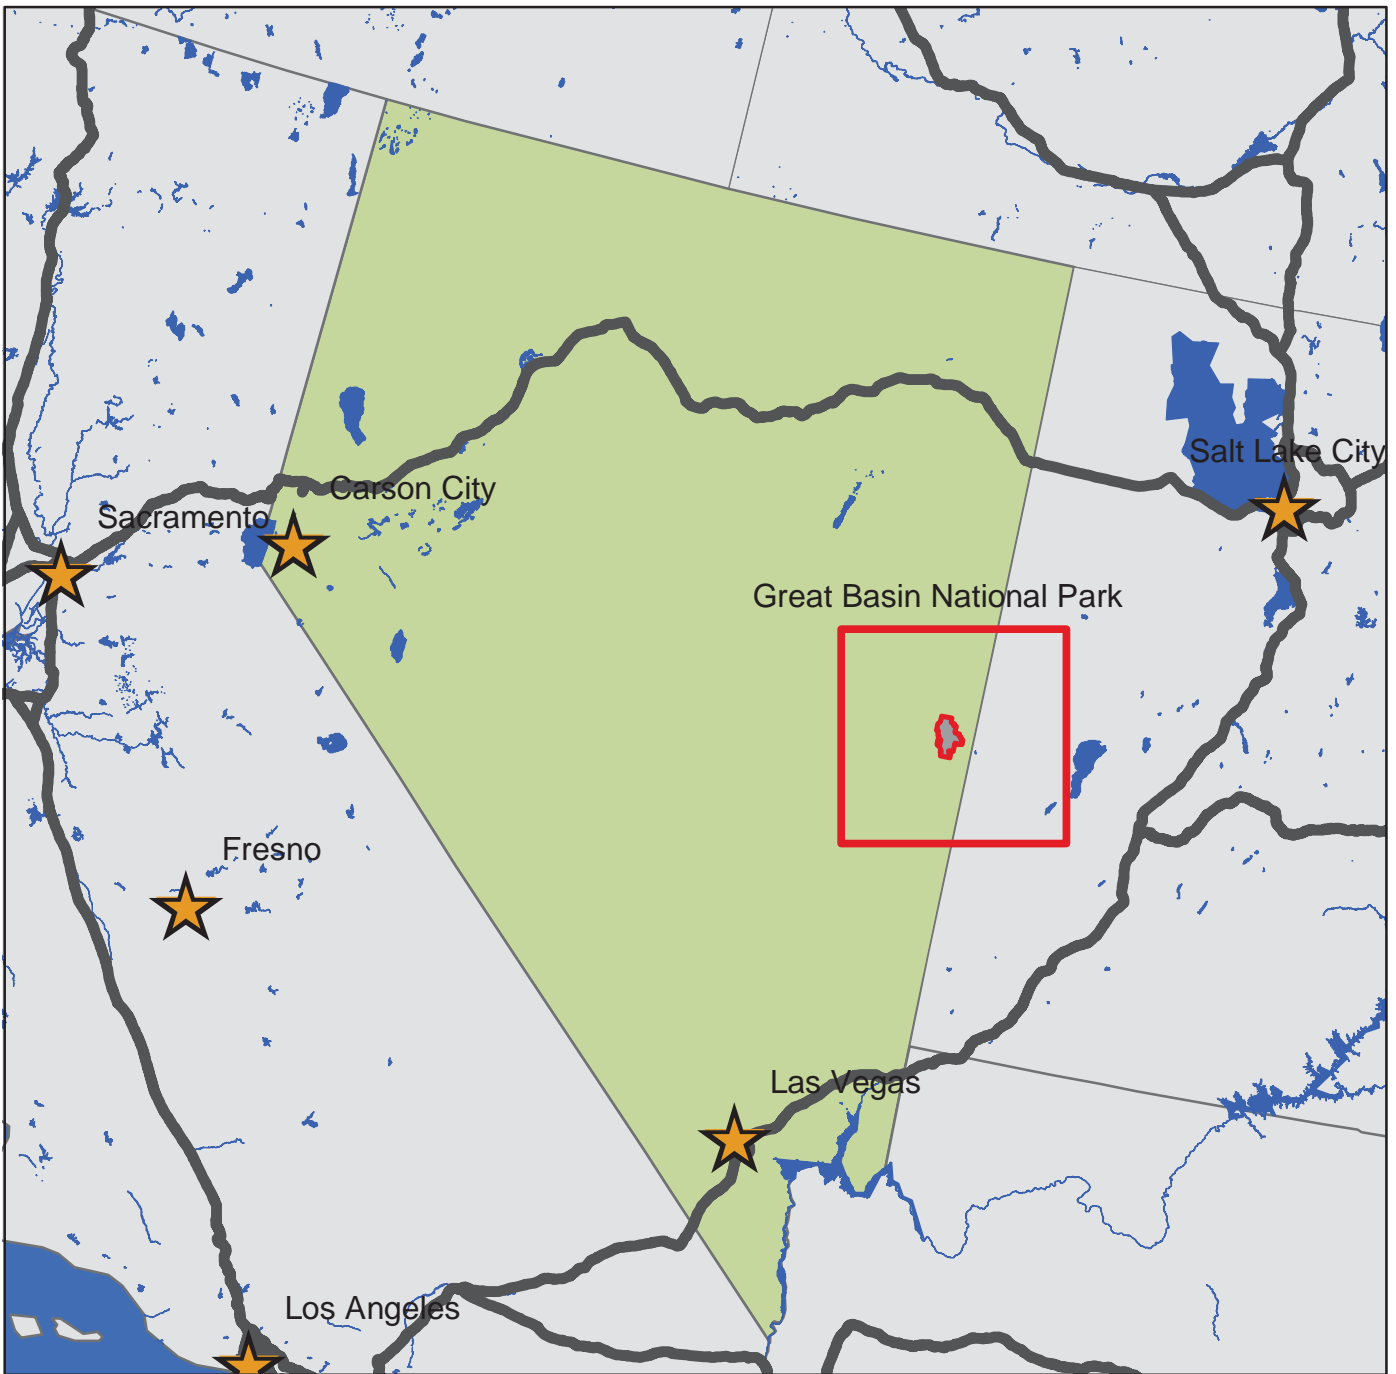 Salt Lake City
Carson City
Sacramento
Great Basin National Park
Fresno
Las Vegas
Los Angeles